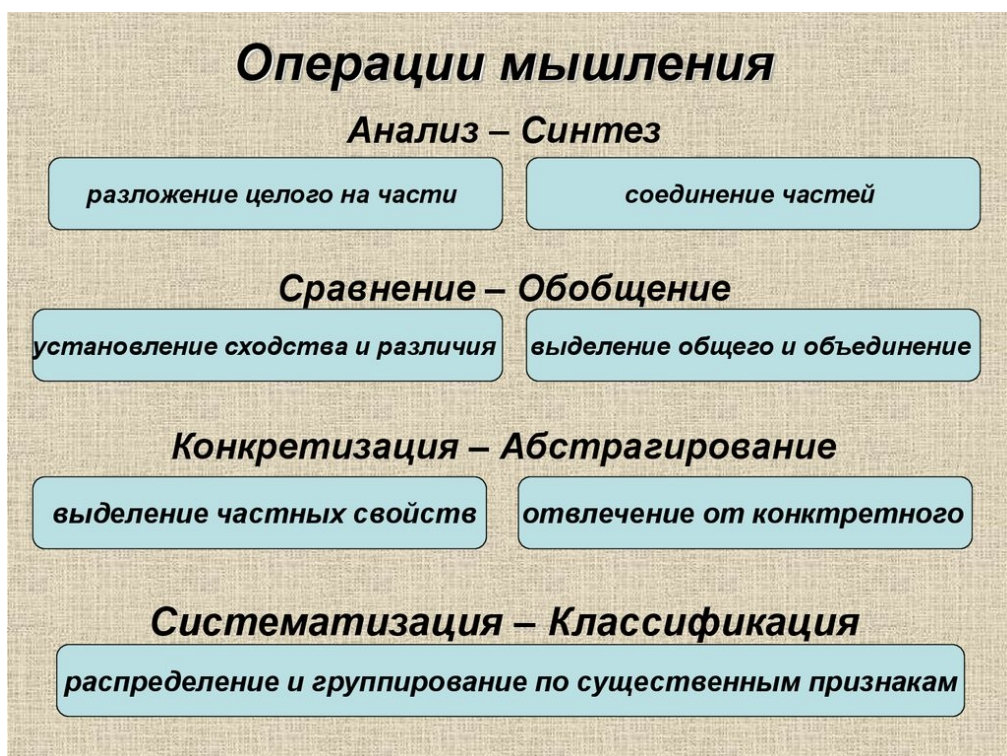 Операции мышления
Анализ – Синтез
разложение целого на части
соединение частей
Сравнение – Обобщение
установление сходства и различия
выделение общего и объединение
Конкретизация – Абстрагирование
выделение частных свойств
отвлечение от конктретного
Систематизация – Классификация
распределение и группирование по существенным признакам